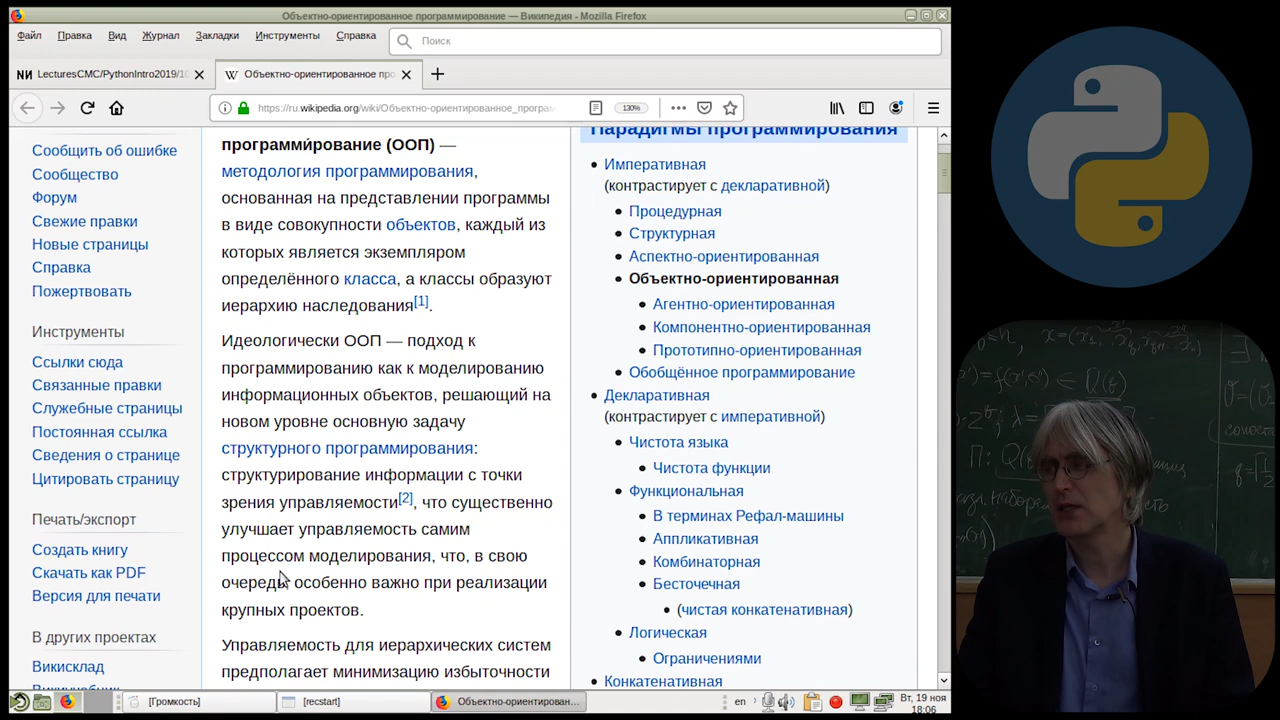 Объектно-ориентированное программирование — Википедия - Mozilla Firefox
Файл Правка Вид Журнал Закладки Инструменты Справка
Поиск
LecturesCMC/PythonIntro2019/10
Объектно-ориентированное про
https://ru.wikipedia.org/wiki/Объектно-ориентированное_програм
130%
Сообщить об ошибке
Сообщество
Форум
Свежие правки
Новые страницы
Справка
Пожертвовать
Инструменты
Ссылки сюда
Связанные правки
Служебные страницы
Постоянная ссылка
Сведения о странице
Цитировать страницу
Печать/экспорт
Создать книгу
Скачать как PDF
Версия для печати
В других проектах
Викисклад
Викиучебник
программи́рование (ООП) —
методология программирования,
основанная на представлении программы
в виде совокупности объектов, каждый из
которых является экземпляром
определённого класса, а классы образуют
иерархию наследования[1].
Идеологически ООП — подход к
программированию как к моделированию
информационных объектов, решающий на
новом уровне основную задачу
структурного программирования:
структурирование информации с точки
зрения управляемости[2], что существенно
улучшает управляемость самим
процессом моделирования, что, в свою
очередь, особенно важно при реализации
крупных проектов.
Управляемость для иерархических систем
предполагает минимизацию избыточности
Парадигмы программирования
Императивная
(контрастирует с декларативной)
Процедурная
Структурная
Аспектно-ориентированная
Объектно-ориентированная
Агентно-ориентированная
Компонентно-ориентированная
Прототипно-ориентированная
Обобщённое программирование
Декларативная
(контрастирует с императивной)
Чистота языка
Чистота функции
Функциональная
В терминах Рефал-машины
Аппликативная
Комбинаторная
Бесточечная
(чистая конкатенативная)
Логическая
Ограничениями
Конкатенативная
[Громкость]
[recstart]
Объектно-ориентирован...
en
Вт, 19 ноя
18:06